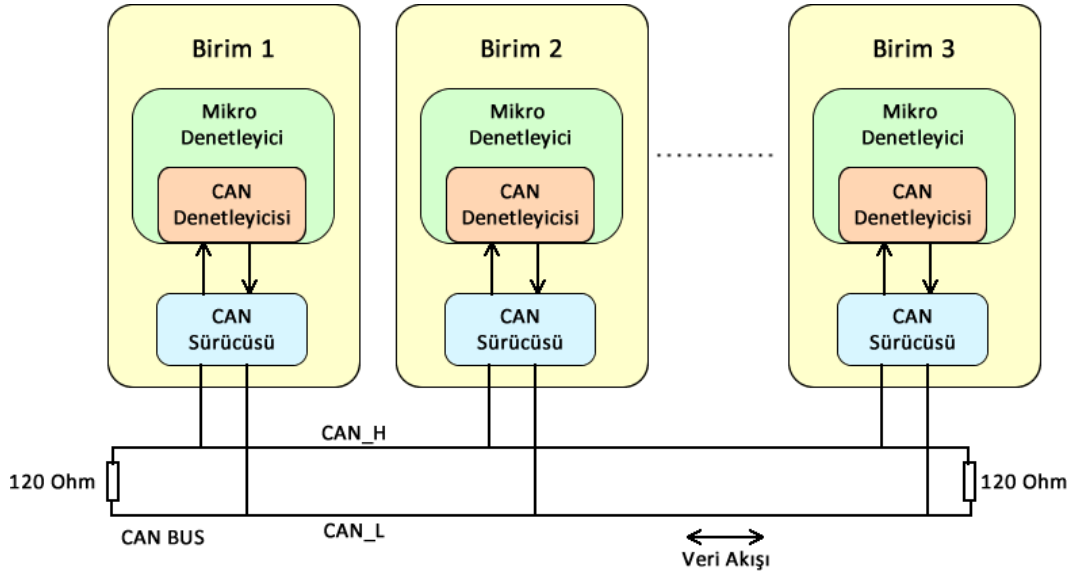 Birim 1
Mikro
Denetleyici
CAN
Denetleyicisi
CAN
Sürücüsü
Birim 2
Mikro
Denetleyici
CAN
Denetleyicisi
CAN
Sürücüsü
Birim 3
Mikro
Denetleyici
CAN
Denetleyicisi
CAN
Sürücüsü
CAN_H
120 Ohm
120 Ohm
CAN BUS
CAN_L
Veri Akışı